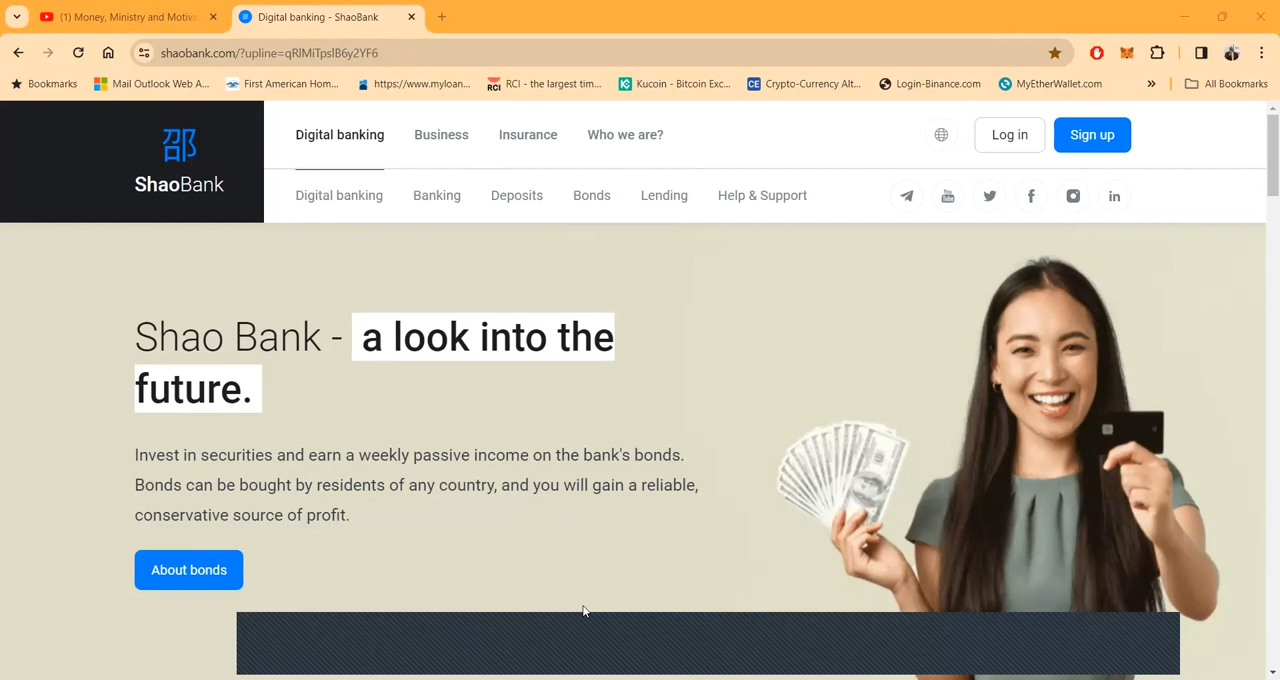 (1) Money, Ministry and Motiv
Digital banking - ShaoBank
shaobank.com/?upline=qRlMiTpslB6y2YF6
Bookmarks
Mail Outlook Web A...
First American Hom...
https://www.myloan...
RCI - the largest tim...
Kucoin - Bitcoin Exc...
Crypto-Currency Alt...
Login-Binance.com
MyEtherWallet.com
All Bookmarks
邵
ShaoBank
Digital banking
Business
Insurance
Who we are?
Log in
Sign up
Digital banking
Banking
Deposits
Bonds
Lending
Help & Support
Shao Bank - a look into the
future.
Invest in securities and earn a weekly passive income on the bank's bonds.
Bonds can be bought by residents of any country, and you will gain a reliable,
conservative source of profit.
About bonds